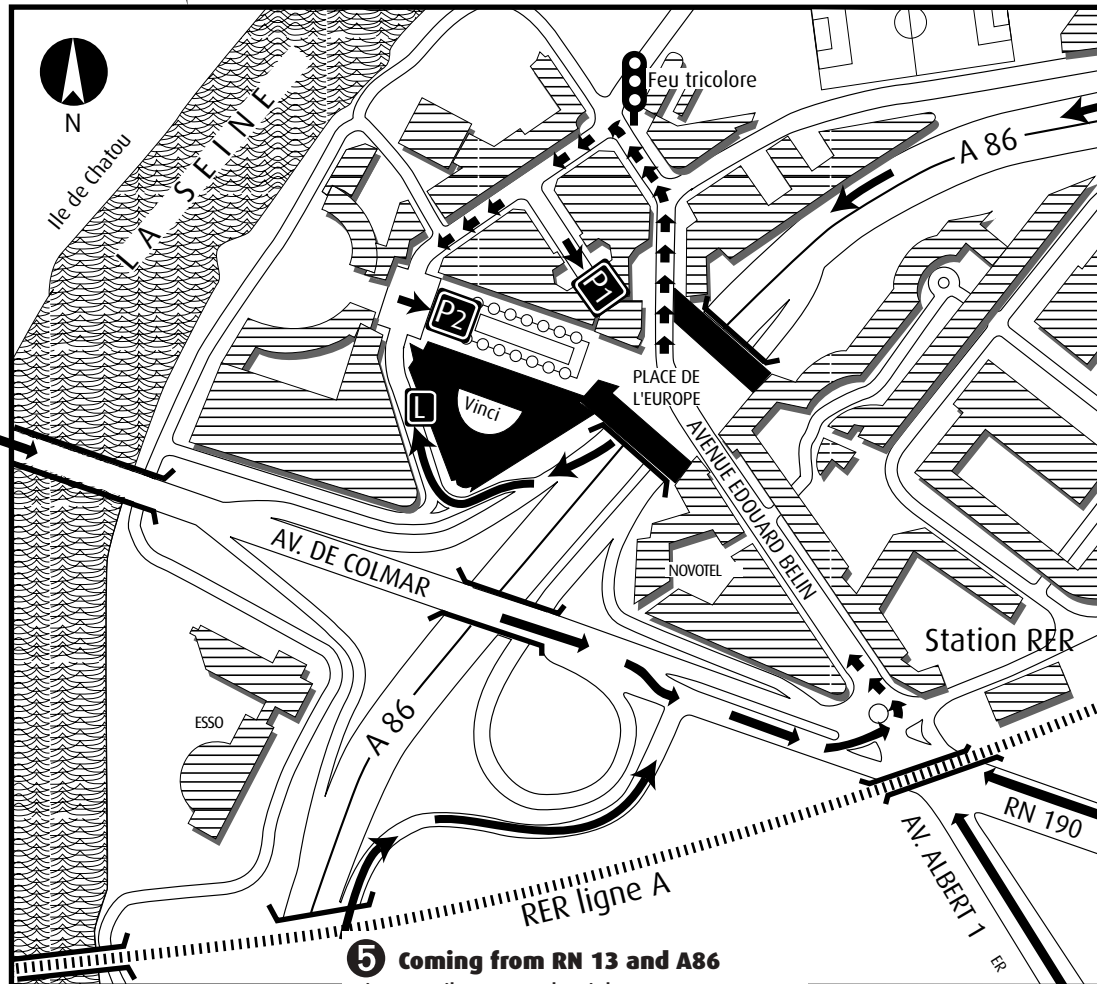 Feu tricolore
N
A 86
Ile de Chatou
LA SEINE
P1
P2
PLACE DE
L'EUROPE
L
Vinci
AVENUE EDOUARD BELIN
AV. DE COLMAR
NOVOTEL
Station RER
ESSO
A 86
RN 190
AV. ALBERT 1 ER
RER ligne A
5 Coming from RN 13 and A86